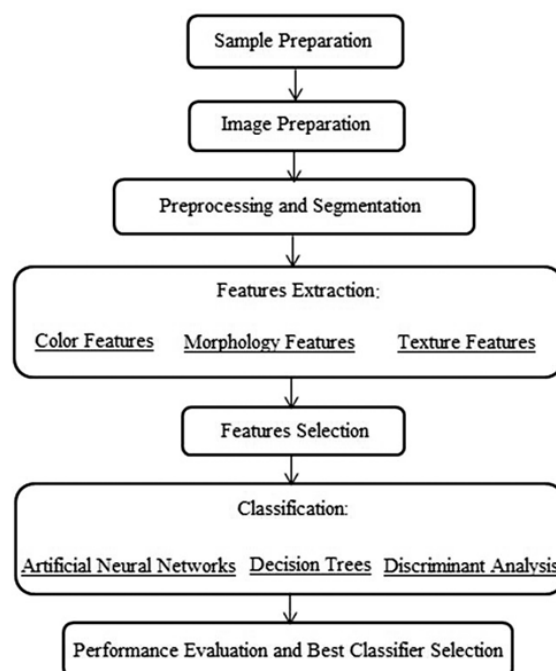 Sample Preparation
Image Preparation
Preprocessing and Segmentation
Features Extraction:
Color Features Morphology Features Texture Features
Features Selection
Classification:
Artificial Neural Networks Decision Trees Discriminant Analysis
Performance Evaluation and Best Classifier Selection